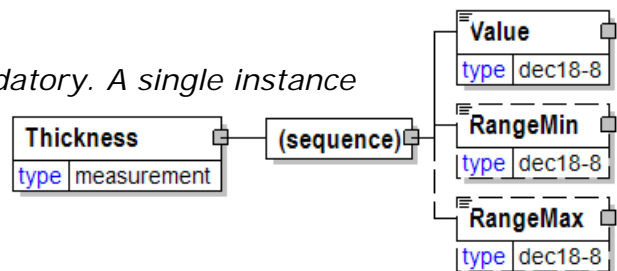 Value
type dec18-8
datory. A single instance
Thickness
type measurement
(sequence)
RangeMin
type dec18-8
RangeMax
type dec18-8